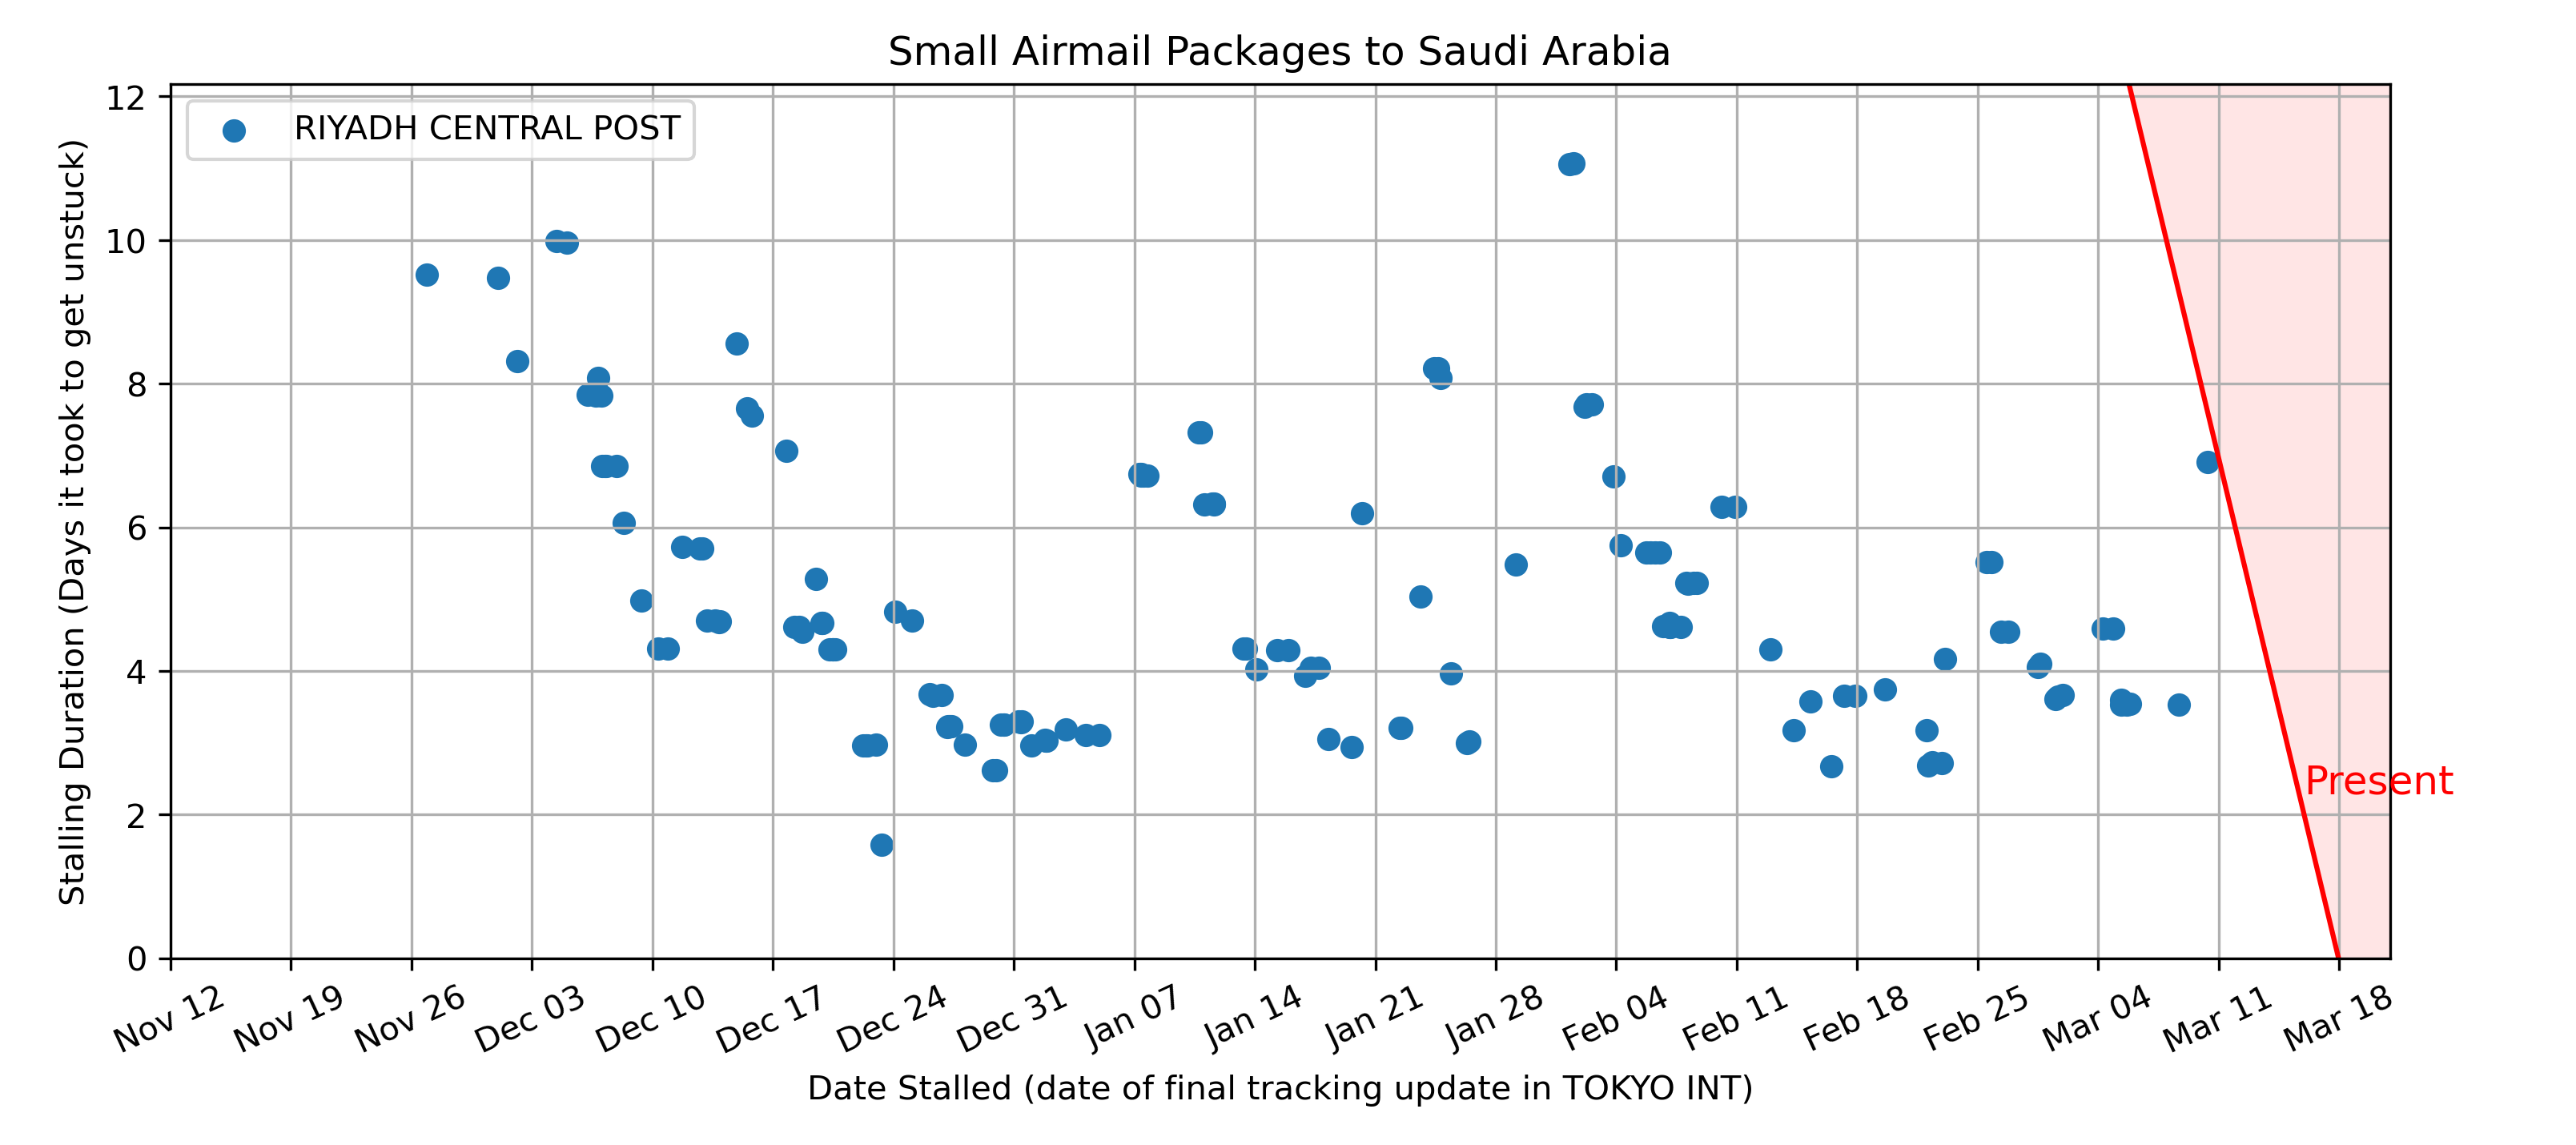 Small Airmail Packages to Saudi Arabia
RIYADH CENTRAL POST
Stalling Duration (Days it took to get unstuck)
12
10
8
6
4
2
0
Present
Nov 12
Nov 19
Nov 26
Dec 03
Dec 10
Dec 17
Dec 24
Dec 31
Jan 07
Jan 14
Jan 21
Jan 28
Feb 04
Feb 11
Feb 18
Feb 25
Mar 04
Mar 11
Mar 18
Date Stalled (date of final tracking update in TOKYO INT)